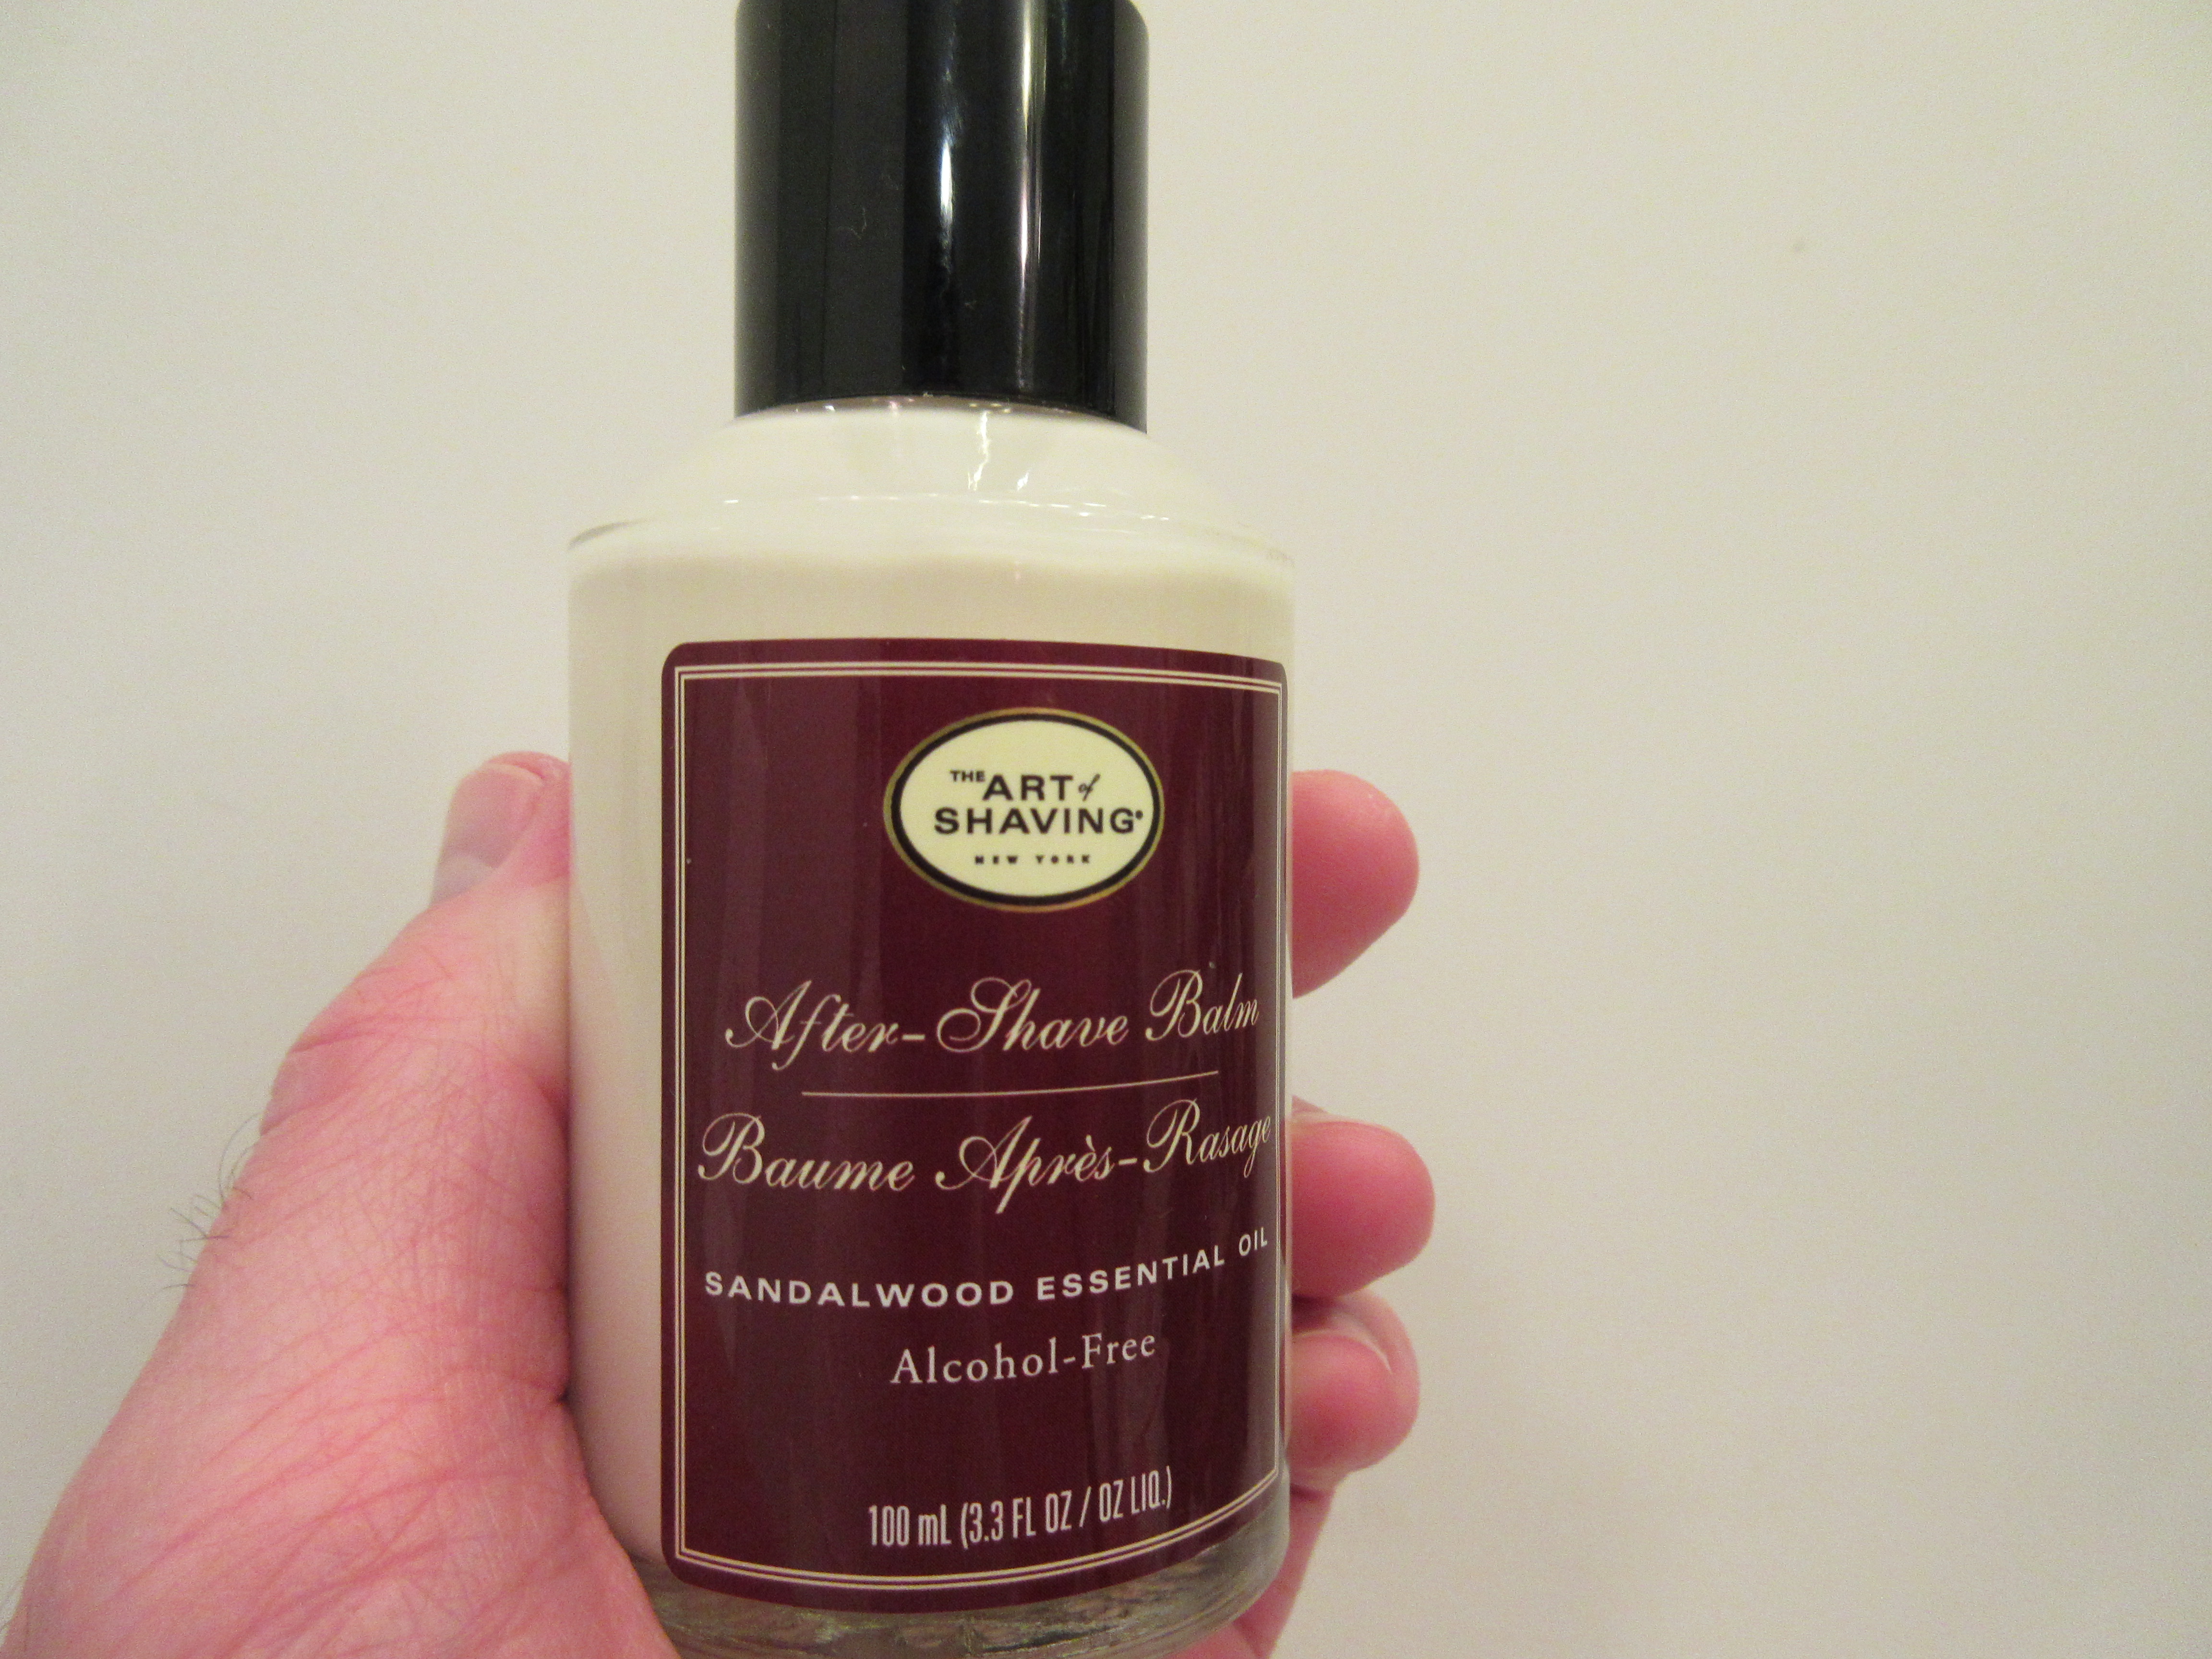 THE ART of
SHAVING
NEW YORK
After-Shave Balm
Baume Après-Rasage
SANDALWOOD ESSENTIAL OIL
Alcohol-Free
100 mL (3.3 FL OZ / OZ LIQ.)